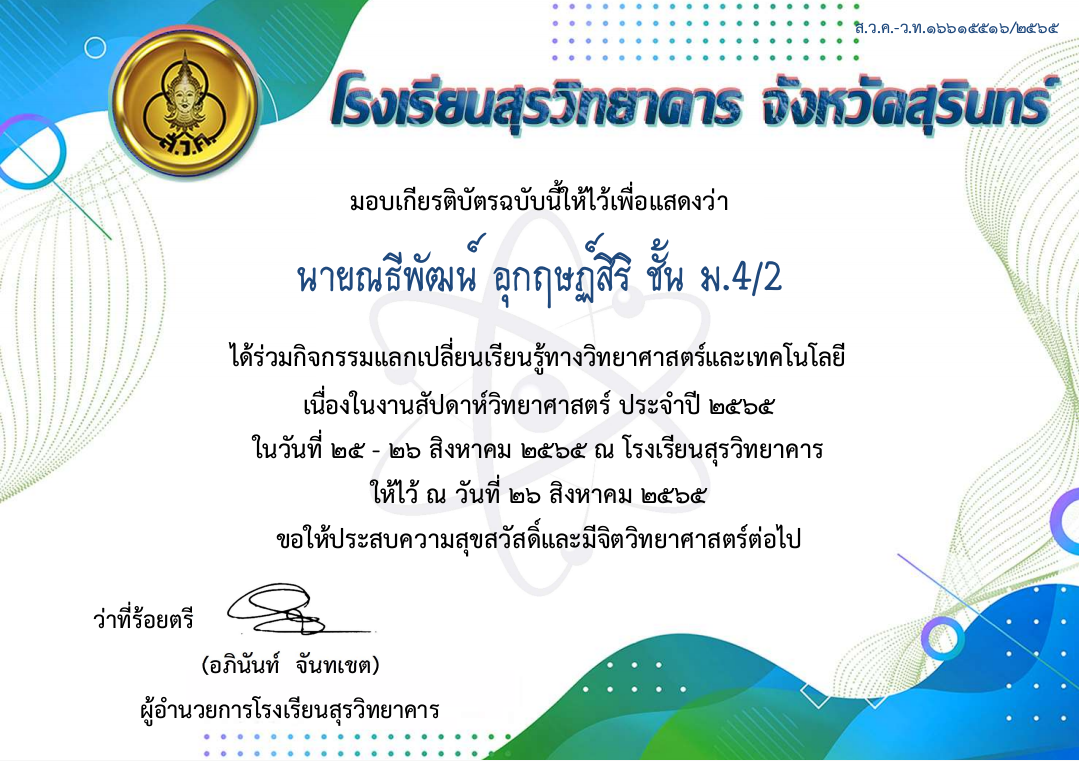 ส.ว.ค.-ว.ท.๑๖๖๑๕๕๑๖/๒๕๖๕
ส.ว.ค.
โรงเรียนสุรวิทยาคาร จังหวัดสุรินทร์
มอบเกียรติบัตรฉบับนี้ให้ไว้เพื่อแสดงว่า
นายณธีพัฒน์ อุกฤษฏ์สิริ ชั้น ม.4/2
ได้ร่วมกิจกรรมแลกเปลี่ยนเรียนรู้ทางวิทยาศาสตร์และเทคโนโลยี
เนื่องในงานสัปดาห์วิทยาศาสตร์ ประจำปี ๒๕๖๕
ในวันที่ ๒๕ - ๒๖ สิงหาคม ๒๕๖๕ ณ โรงเรียนสุรวิทยาคาร
ให้ไว้ ณ วันที่ ๒๖ สิงหาคม ๒๕๖๕
ขอให้ประสบความสุขสวัสดิ์และมีจิตวิทยาศาสตร์ต่อไป
ว่าที่ร้อยตรี
(อภินันท์ จันทเขต)
ผู้อำนวยการโรงเรียนสุรวิทยาคาร